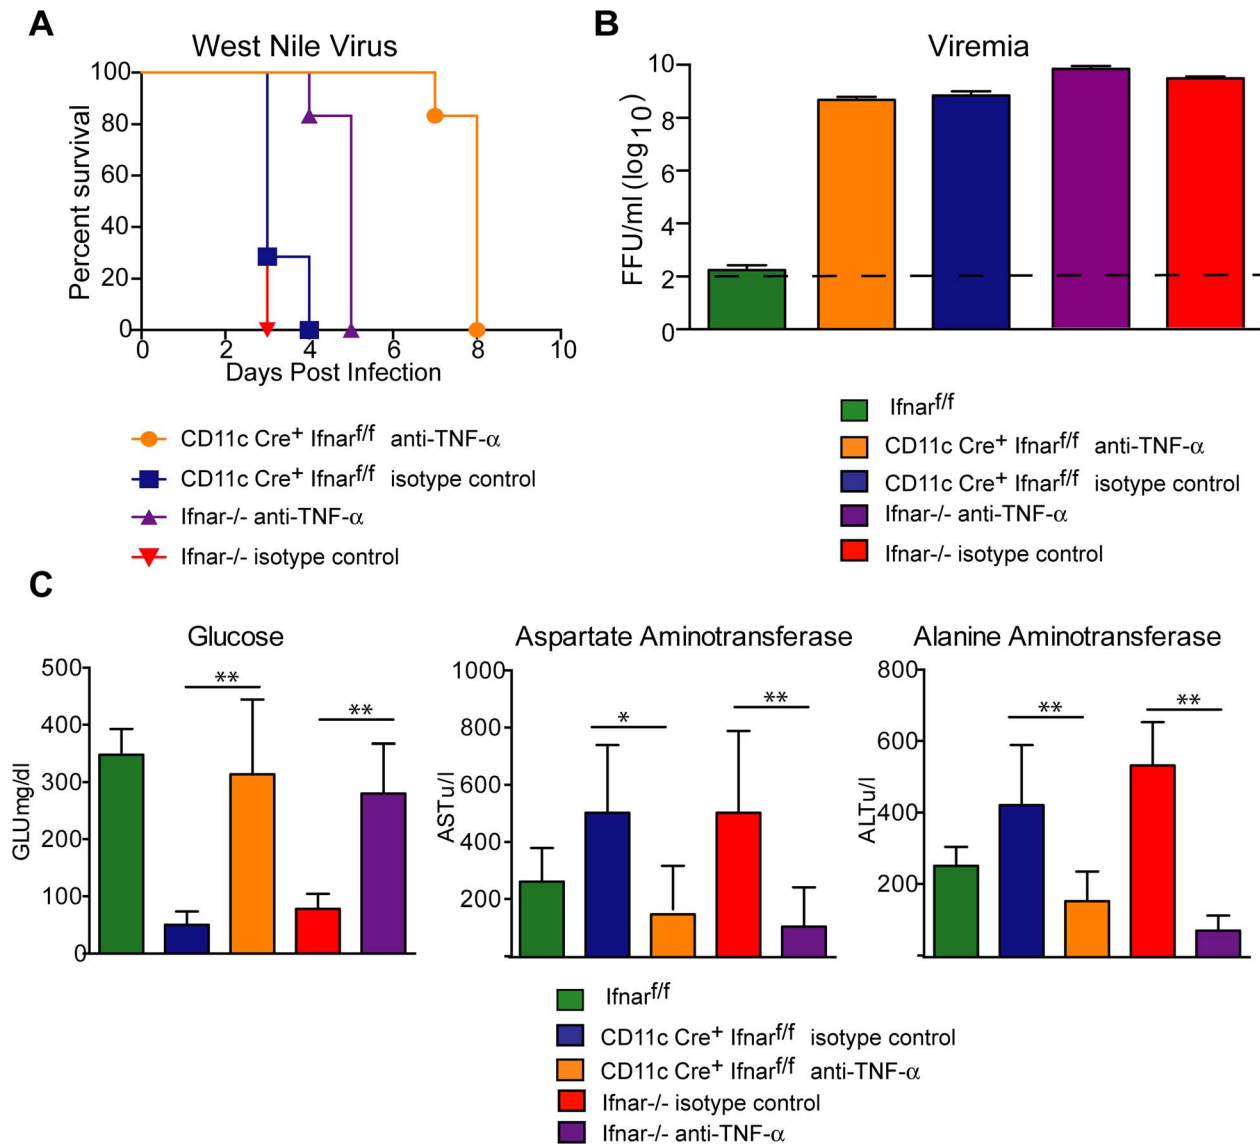 A
West Nile Virus
Percent survival
100
80
60
40
20
0
0 2 4 6 8 10
Days Post Infection
CD11c Cre+ Ifnarf/f anti-TNF-α
CD11c Cre+ Ifnarf/f isotype control
Ifnar-/- anti-TNF-α
Ifnar-/- isotype control
B
Viremia
FFU/ml (log10)
10
8
6
4
2
0
Ifnarf/f
CD11c Cre+ Ifnarf/f anti-TNF-α
CD11c Cre+ Ifnarf/f isotype control
Ifnar-/- anti-TNF-α
Ifnar-/- isotype control
C
Glucose
GLUmg/dl
500
400
300
200
100
0
**
**
Aspartate Aminotransferase
ASTu/l
1000
800
600
400
200
*
**
Alanine Aminotransferase
ALTu/l
800
600
400
200
**
**
Ifnarf/f
CD11c Cre+ Ifnarf/f isotype control
CD11c Cre+ Ifnarf/f anti-TNF-α
Ifnar-/- isotype control
Ifnar-/- anti-TNF-α